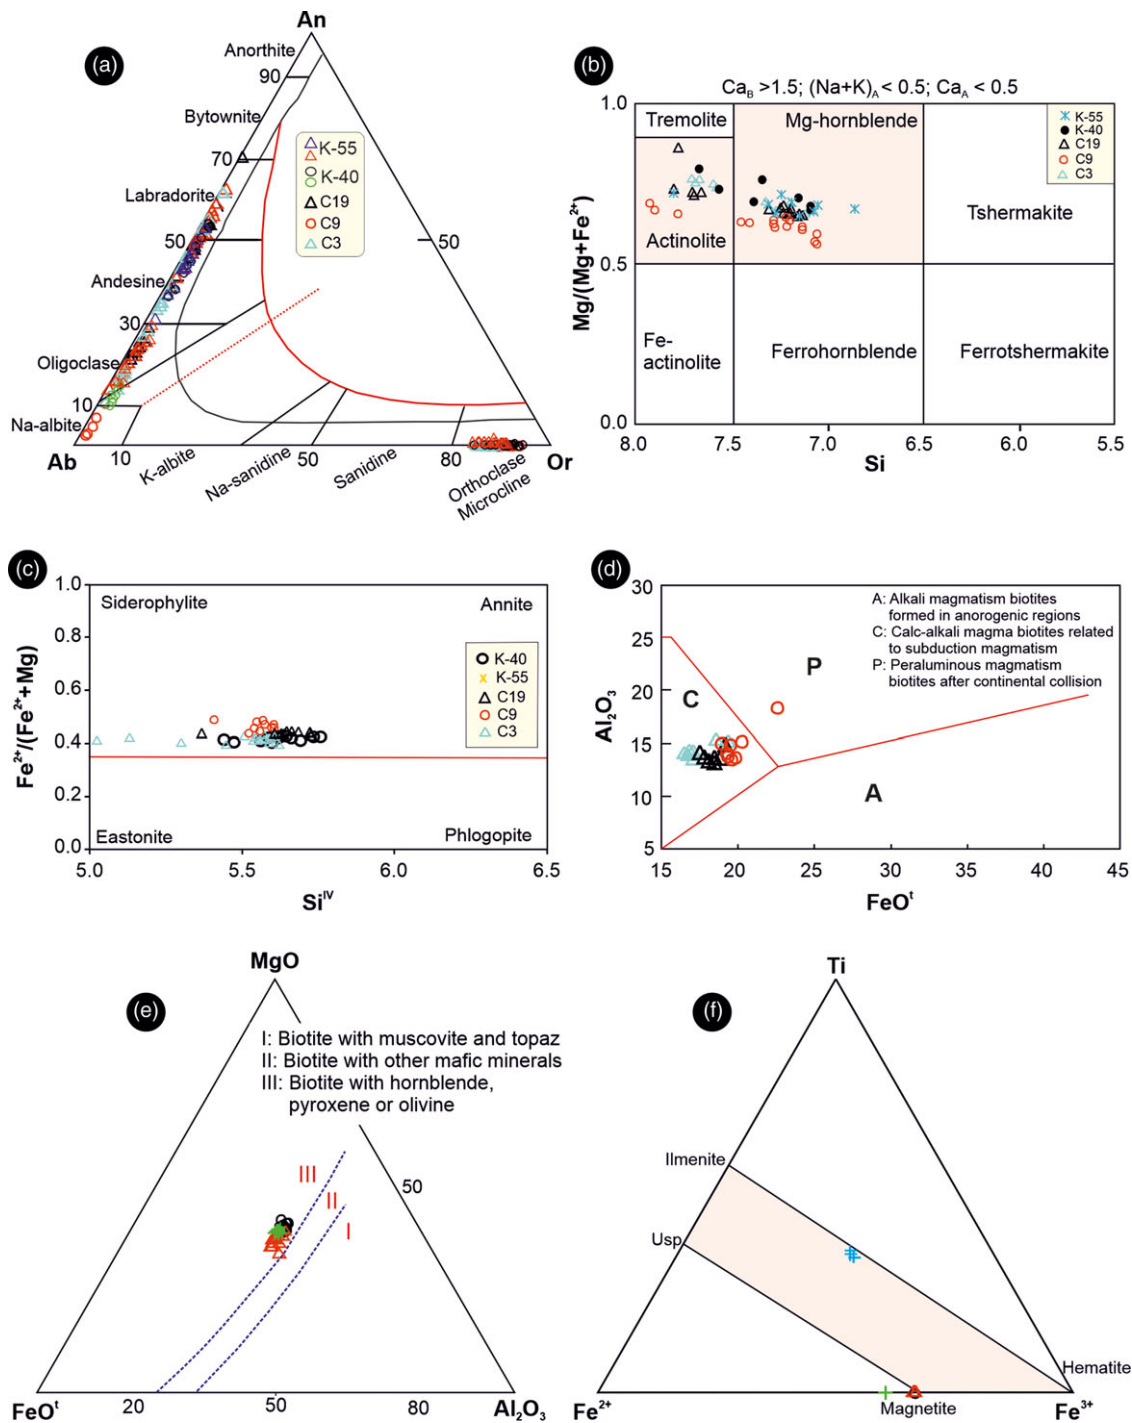 (a)
An
Anorthite
90
Bytownite
70
Labradorite
50
50
Andesine
30
Oligoclase
10
Na-albite
Ab
10
K-albite
Na-sanidine
50
Sanidine
80
Orthoclase
Microcline
Or
K-55
K-40
C19
C9
C3
(b)
Ca_B >1.5; (Na+K)_A < 0.5; Ca_A < 0.5
Mg/(Mg+Fe²⁺)
1.0
0.5
0.0
Tremolite
Mg-hornblende
Actinolite
Tshermakite
Fe-
actinolite
Ferrohornblende
Ferrotshermakite
K-55
K-40
C19
C9
C3
8.0
7.5
7.0
6.5
6.0
5.5
Si
(c)
Fe²⁺/(Fe²⁺+Mg)
1.0
0.8
0.6
0.4
0.2
0.0
Siderophylite
Annite
K-40
K-55
C19
C9
C3
Eastonite
Phlogopite
5.0
5.5
6.0
6.5
Si^IV
(d)
Al₂O₃
30
25
20
15
10
5
A: Alkali magmatism biotites
formed in anorogenic regions
C: Calc-alkali magma biotites related
to subduction magmatism
P: Peraluminous magmatism
biotites after continental collision
P
C
A
15
20
25
30
35
40
45
FeO^t
(e)
MgO
I: Biotite with muscovite and topaz
II: Biotite with other mafic minerals
III: Biotite with hornblende,
pyroxene or olivine
III
II
I
50
FeO^t
20
50
80
Al₂O₃
(f)
Ti
Ilmenite
Usp
Hematite
Magnetite
Fe²⁺
Fe³⁺